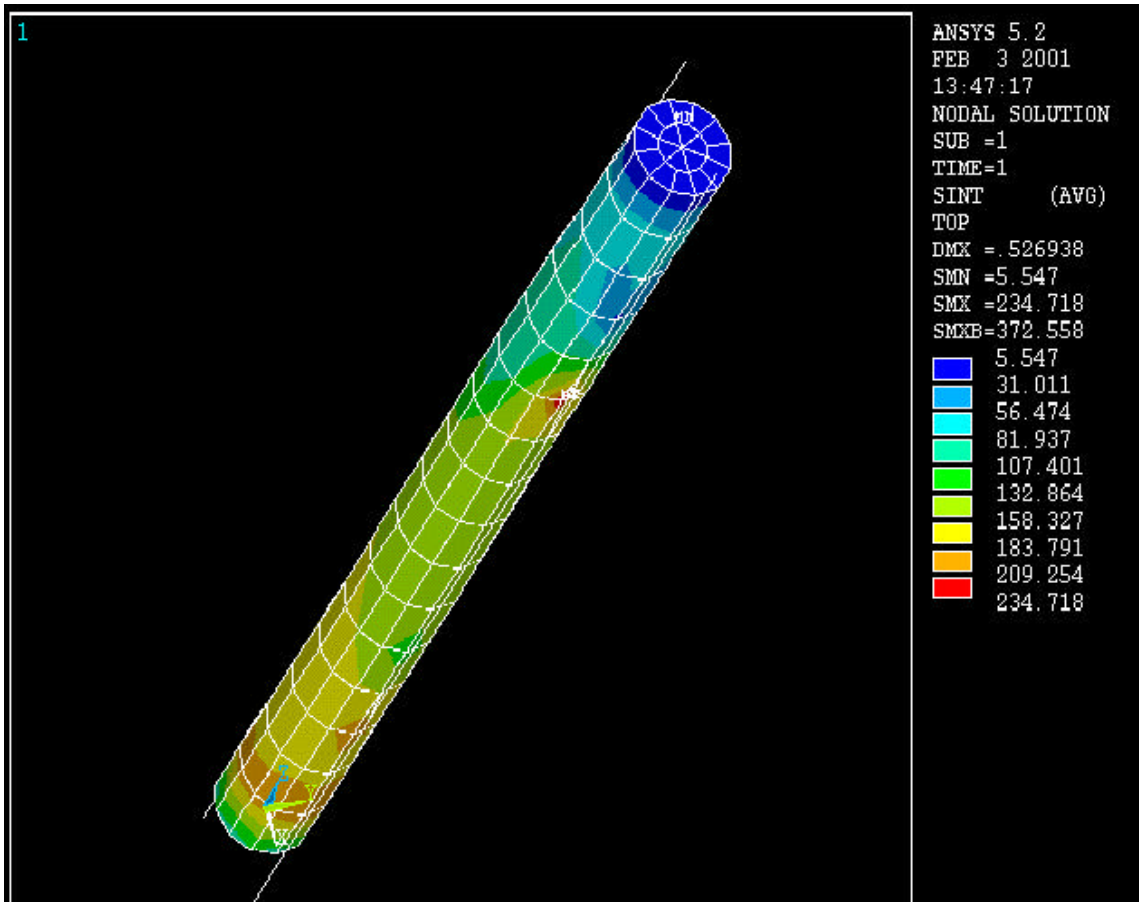 1
ANSYS 5.2
FEB 3 2001
13:47:17
NODAL SOLUTION
SUB =1
TIME=1
SINT (AVG)
TOP
DMX =.526938
SMN =5.547
SMX =234.718
SMXB=372.558
5.547
31.011
56.474
81.937
107.401
132.864
158.327
183.791
209.254
234.718
MN
Z
Y
X